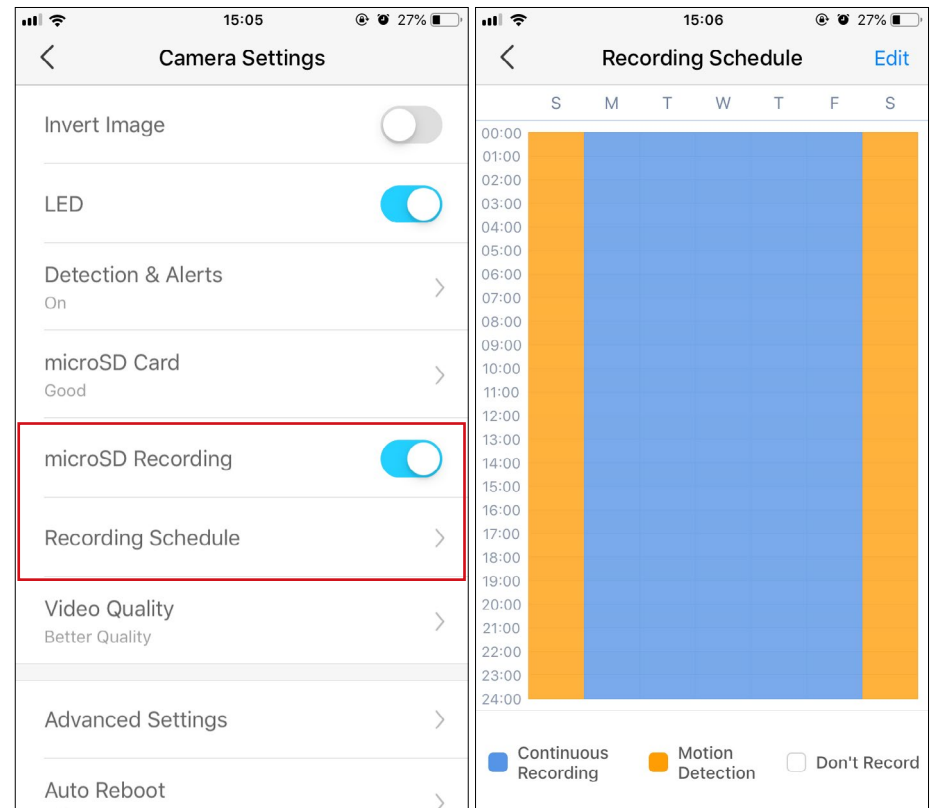 15:05
27%
Camera Settings
Invert Image
LED
Detection & Alerts
On
microSD Card
Good
microSD Recording
Recording Schedule
Video Quality
Better Quality
Advanced Settings
Auto Reboot
15:06
27%
Recording Schedule
Edit
S M T W T F S
00:00
01:00
02:00
03:00
04:00
05:00
06:00
07:00
08:00
09:00
10:00
11:00
12:00
13:00
14:00
15:00
16:00
17:00
18:00
19:00
20:00
21:00
22:00
23:00
24:00
Continuous
Recording
Motion
Detection
Don't Record